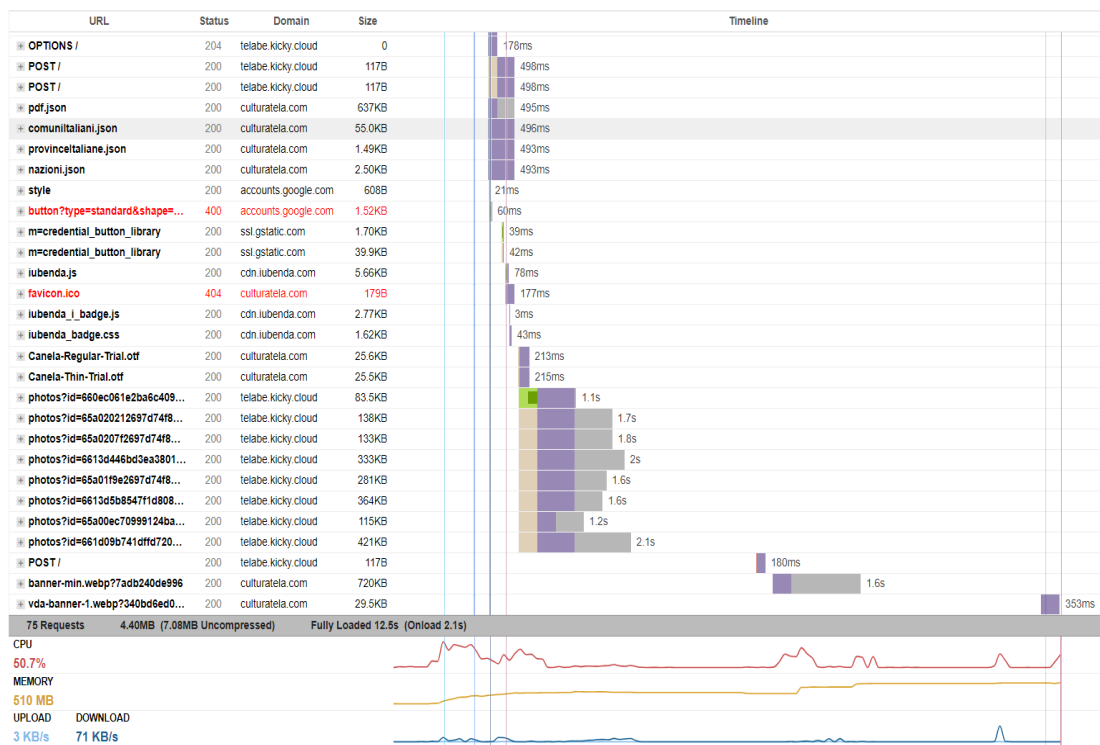 URL Status Domain Size Timeline
OPTIONS / 204 telabe.kicky.cloud 0 178ms
POST / 200 telabe.kicky.cloud 117B 498ms
POST / 200 telabe.kicky.cloud 117B 498ms
pdf.json 200 culturatela.com 637KB 495ms
comuniItaliani.json 200 culturatela.com 55.0KB 496ms
provinceItaliane.json 200 culturatela.com 1.49KB 493ms
nazioni.json 200 culturatela.com 2.50KB 493ms
style 200 accounts.google.com 608B 21ms
button?type=standard&shape=... 400 accounts.google.com 1.52KB 60ms
m=credential_button_library 200 ssl.gstatic.com 1.70KB 39ms
m=credential_button_library 200 ssl.gstatic.com 39.9KB 42ms
iubenda.js 200 cdn.iubenda.com 5.66KB 78ms
favicon.ico 404 culturatela.com 179B 177ms
iubenda_i_badge.js 200 cdn.iubenda.com 2.77KB 3ms
iubenda_badge.css 200 cdn.iubenda.com 1.62KB 43ms
Canela-Regular-Trial.otf 200 culturatela.com 25.6KB 213ms
Canela-Thin-Trial.otf 200 culturatela.com 25.5KB 215ms
photos?id=660ec061e2ba6c409... 200 telabe.kicky.cloud 83.5KB 1.1s
photos?id=65a020212697d74f8... 200 telabe.kicky.cloud 138KB 1.7s
photos?id=65a0207f2697d74f8... 200 telabe.kicky.cloud 133KB 1.8s
photos?id=6613d446bd3ea3801... 200 telabe.kicky.cloud 333KB 2s
photos?id=65a01f9e2697d74f8... 200 telabe.kicky.cloud 281KB 1.6s
photos?id=6613d5b8547f1d808... 200 telabe.kicky.cloud 364KB 1.6s
photos?id=65a00ec70999124ba... 200 telabe.kicky.cloud 115KB 1.2s
photos?id=661d09b741dffd720... 200 telabe.kicky.cloud 421KB 2.1s
POST / 200 telabe.kicky.cloud 117B 180ms
banner-min.webp?7adb240de996 200 culturatela.com 720KB 1.6s
vda-banner-1.webp?340bd6ed0... 200 culturatela.com 29.5KB 353ms
75 Requests 4.40MB (7.08MB Uncompressed) Fully Loaded 12.5s (Onload 2.1s)
CPU
50.7%
MEMORY
510 MB
UPLOAD DOWNLOAD
3 KB/s 71 KB/s